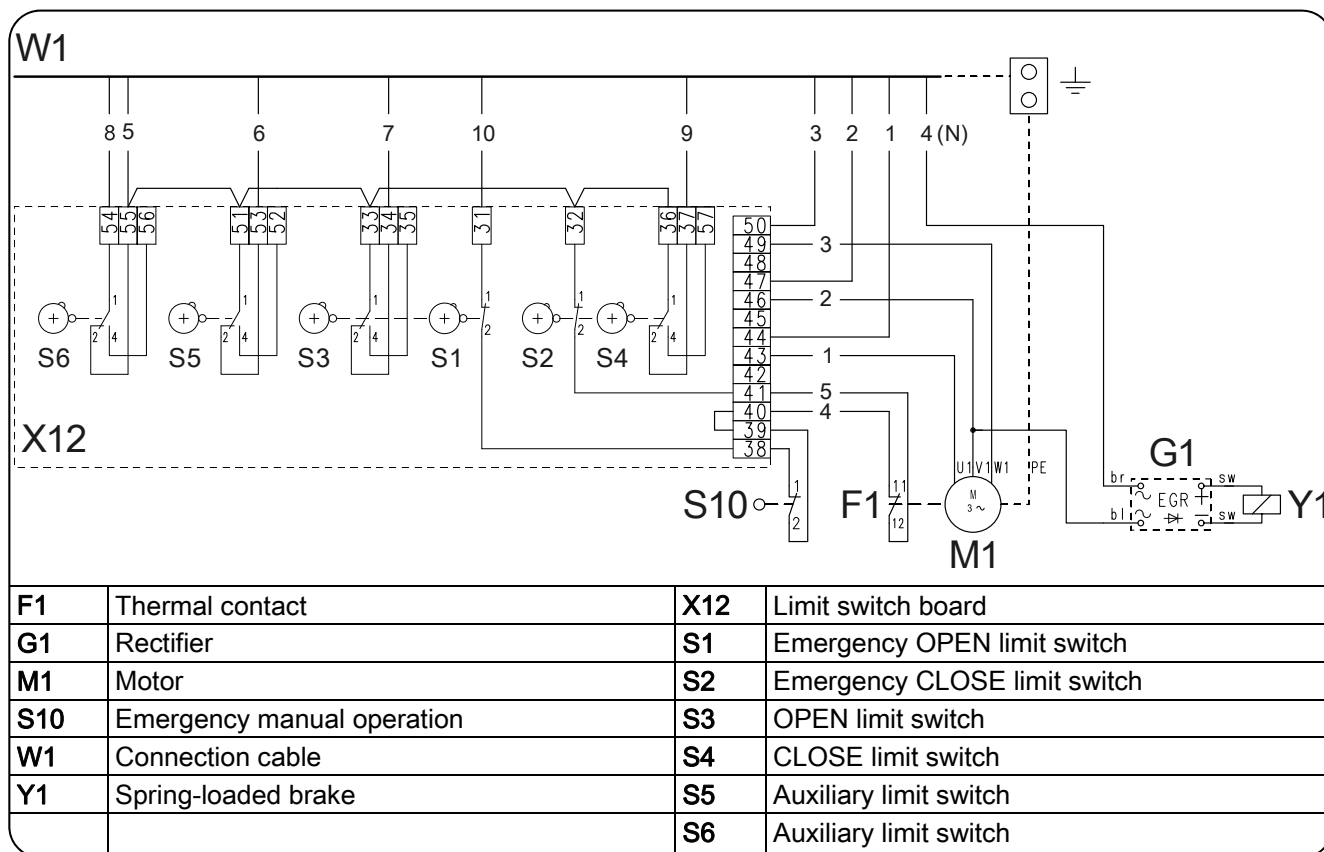 W1
8 5 6 7 10 9 3 2 1 4 (N)
54 55 56 51 53 52 33 34 35 31 32 36 37 57
50
49 3
48
47
46 2
45
44
43 1
42
41 5
40 4
39
38
1 1 1 1 1 1
2 4 2 4 2 4 2 2 2 4
S6 S5 S3 S1 S2 S4
X12
U1 V1 W1 PE
S10 1 2
F1 11 12
M 3 ~
M1
G1
br EGR + sw
bl - sw
Y1
F1 Thermal contact X12 Limit switch board
G1 Rectifier S1 Emergency OPEN limit switch
M1 Motor S2 Emergency CLOSE limit switch
S10 Emergency manual operation S3 OPEN limit switch
W1 Connection cable S4 CLOSE limit switch
Y1 Spring-loaded brake S5 Auxiliary limit switch
S6 Auxiliary limit switch